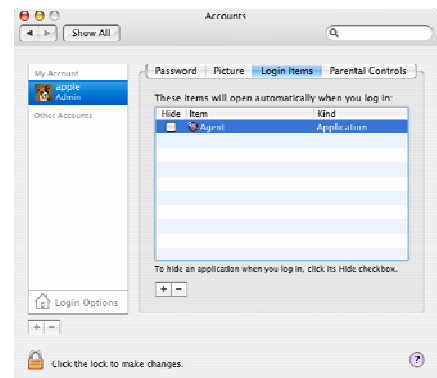 Accounts
Show All
Password Picture Login Items Parental Controls
My Account
apple
Admin
Other Accounts
These items will open automatically when you log in:
Hide Item Kind
Agent Application
To hide an application when you log in, click its Hide checkbox.
+ -
Login Options
+ -
Click the lock to make changes.
?